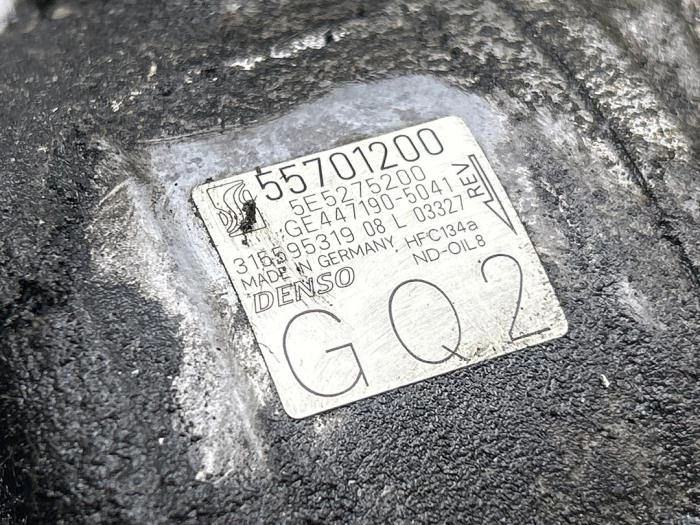 55701200
5E5275200
GE447190-5041
REV
315595319 08 L 03327
MADE IN GERMANY HFC134a
DENSO ND-OIL8
GQ2